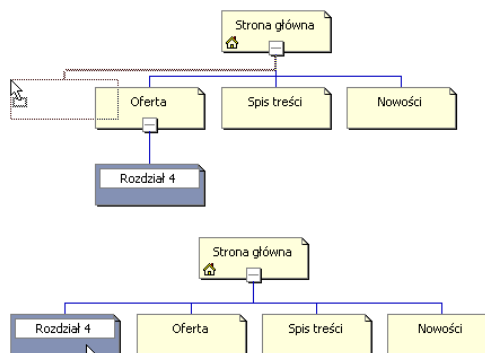 Strona główna
Oferta
Spis treści
Nowości
Rozdział 4
Strona główna
Rozdział 4
Oferta
Spis treści
Nowości